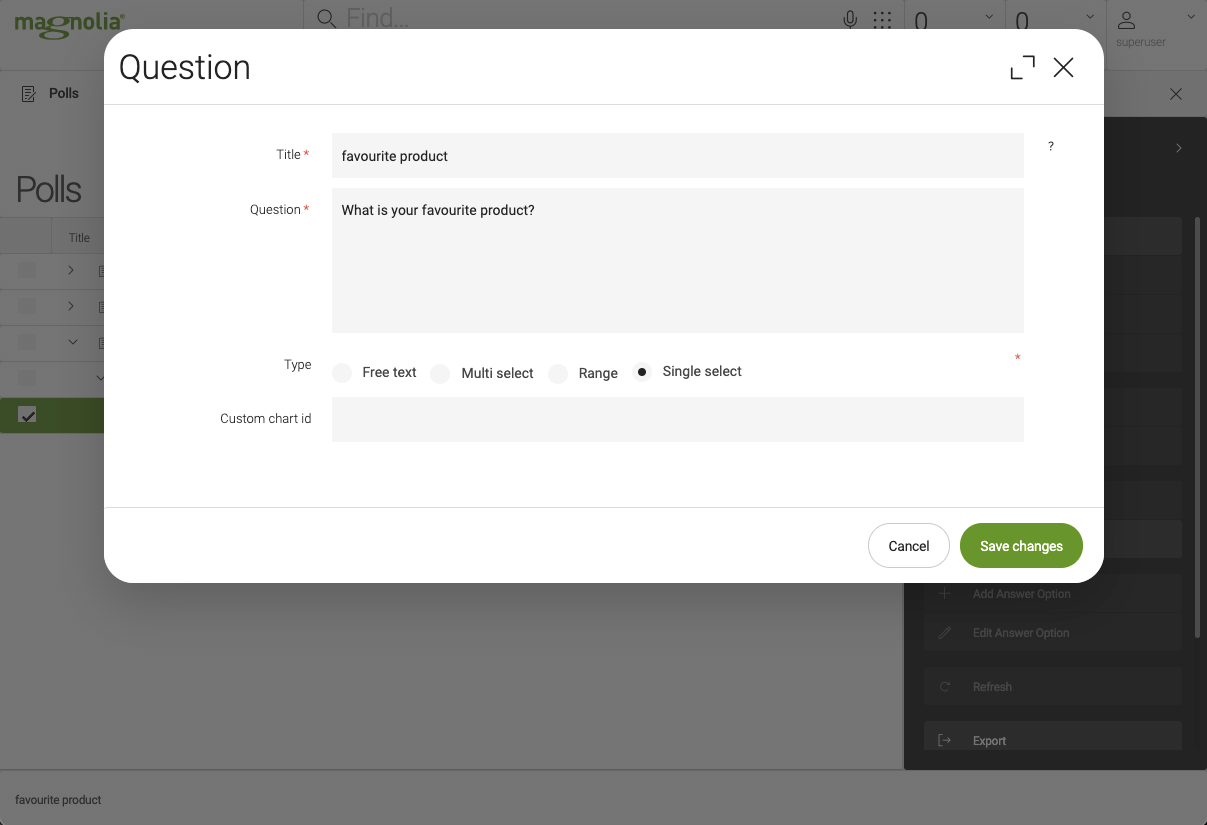 magnolia®
Find...
0
0
superuser
Polls
Polls
Title
Question
Title *
favourite product
?
Question *
What is your favourite product?
Type
Free text
Multi select
Range
Single select
*
Custom chart id
Cancel
Save changes
Add Answer Option
Edit Answer Option
Refresh
Export
favourite product